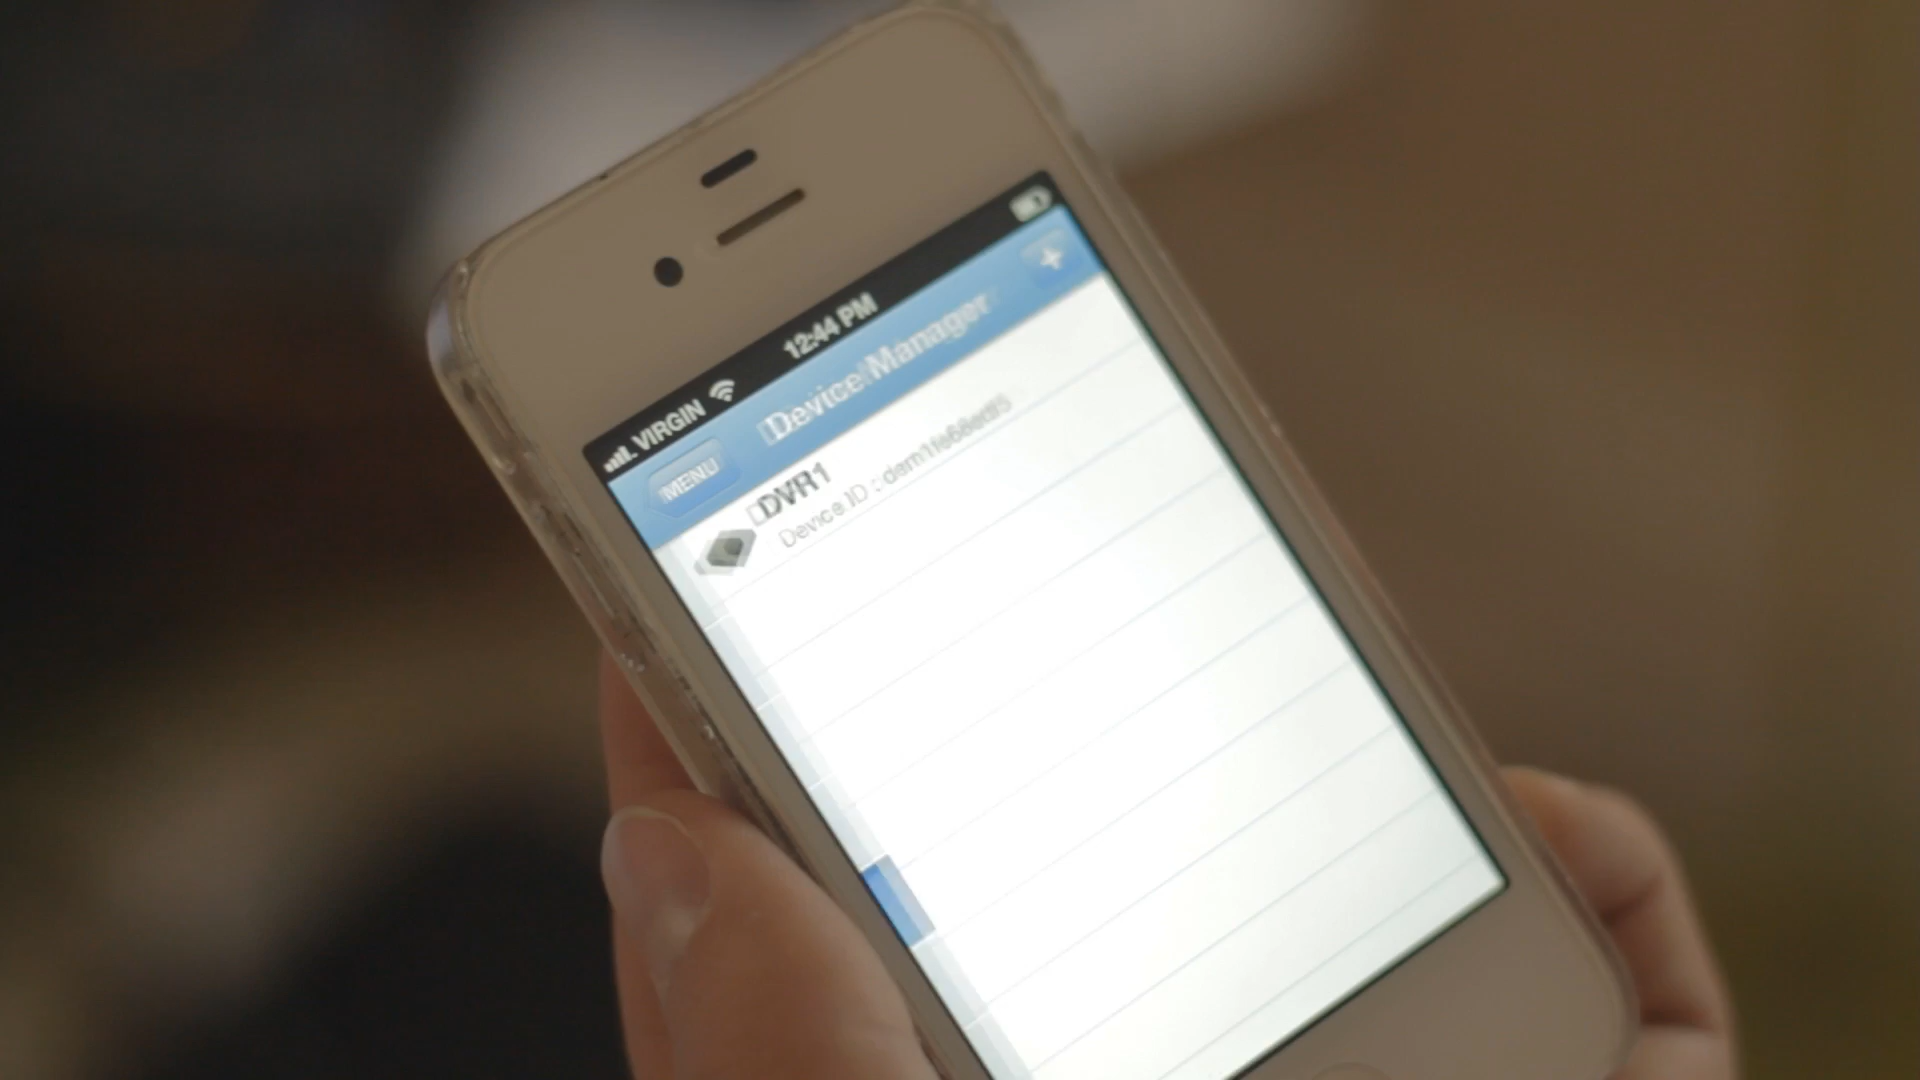 VIRGIN 12:44 PM
MENU Device Manager +
DVR1
Device ID :